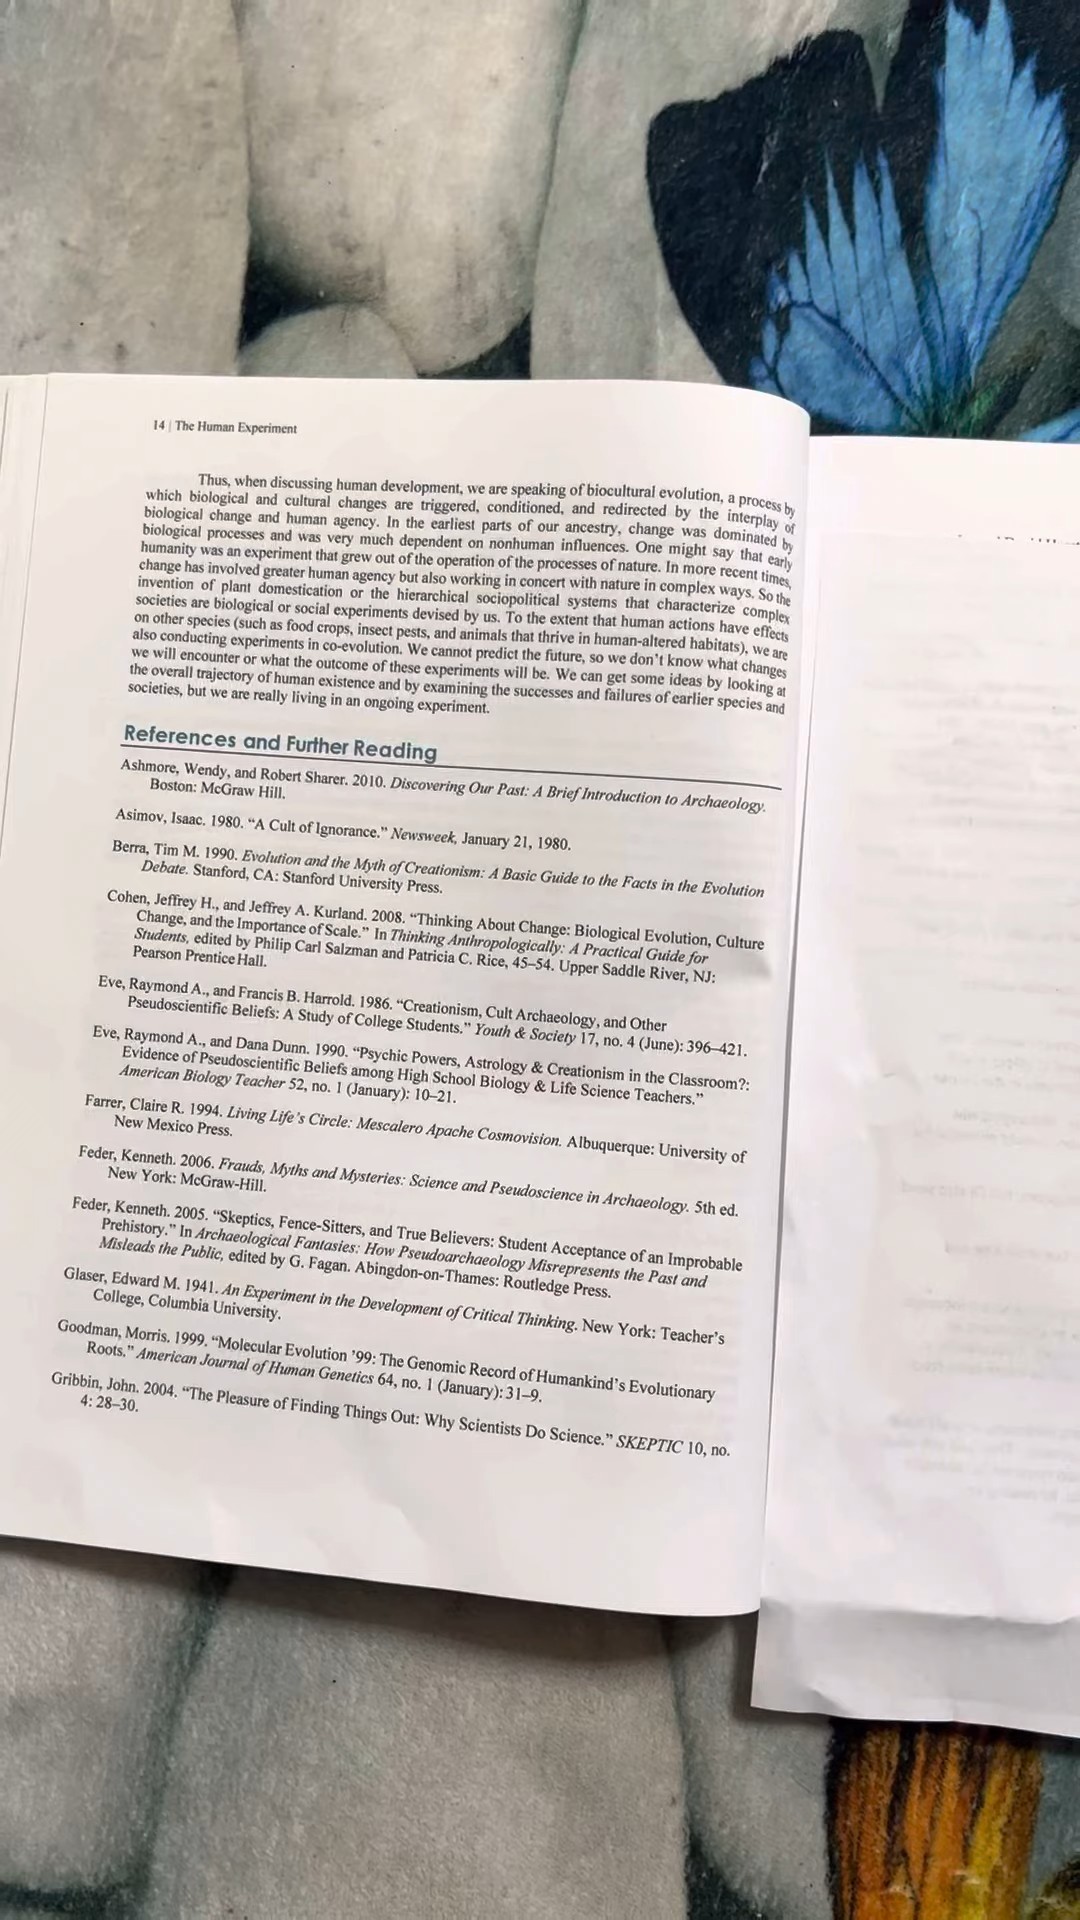 14 | The Human Experiment
Thus, when discussing human development, we are speaking of biocultural evolution, a process by
which biological and cultural changes are triggered, conditioned, and redirected by the interplay of
biological change and human agency. In the earliest parts of our ancestry, change was dominated by
biological processes and was very much dependent on nonhuman influences. One might say that early
humanity was an experiment that grew out of the operation of the processes of nature. In more recent times,
change has involved greater human agency but also working in concert with nature in complex ways. So the
invention of plant domestication or the hierarchical sociopolitical systems that characterize complex
societies are biological or social experiments devised by us. To the extent that human actions have effects
on other species (such as food crops, insect pests, and animals that thrive in human-altered habitats), we are
also conducting experiments in co-evolution. We cannot predict the future, so we don't know what changes
we will encounter or what the outcome of these experiments will be. We can get some ideas by looking at
the overall trajectory of human existence and by examining the successes and failures of earlier species and
societies, but we are really living in an ongoing experiment.
References and Further Reading
Ashmore, Wendy, and Robert Sharer. 2010. Discovering Our Past: A Brief Introduction to Archaeology.
Boston: McGraw Hill.
Asimov, Isaac. 1980. “A Cult of Ignorance.” Newsweek, January 21, 1980.
Berra, Tim M. 1990. Evolution and the Myth of Creationism: A Basic Guide to the Facts in the Evolution
Debate. Stanford, CA: Stanford University Press.
Cohen, Jeffrey H., and Jeffrey A. Kurland. 2008. “Thinking About Change: Biological Evolution, Culture
Change, and the Importance of Scale.” In Thinking Anthropologically: A Practical Guide for
Students, edited by Philip Carl Salzman and Patricia C. Rice, 45–54. Upper Saddle River, NJ:
Pearson Prentice Hall.
Eve, Raymond A., and Francis B. Harrold. 1986. “Creationism, Cult Archaeology, and Other
Pseudoscientific Beliefs: A Study of College Students.” Youth & Society 17, no. 4 (June): 396–421.
Eve, Raymond A., and Dana Dunn. 1990. “Psychic Powers, Astrology & Creationism in the Classroom?:
Evidence of Pseudoscientific Beliefs among High School Biology & Life Science Teachers.”
American Biology Teacher 52, no. 1 (January): 10–21.
Farrer, Claire R. 1994. Living Life's Circle: Mescalero Apache Cosmovision. Albuquerque: University of
New Mexico Press.
Feder, Kenneth. 2006. Frauds, Myths and Mysteries: Science and Pseudoscience in Archaeology. 5th ed.
New York: McGraw-Hill.
Feder, Kenneth. 2005. “Skeptics, Fence-Sitters, and True Believers: Student Acceptance of an Improbable
Prehistory.” In Archaeological Fantasies: How Pseudoarchaeology Misrepresents the Past and
Misleads the Public, edited by G. Fagan. Abingdon-on-Thames: Routledge Press.
Glaser, Edward M. 1941. An Experiment in the Development of Critical Thinking. New York: Teacher's
College, Columbia University.
Goodman, Morris. 1999. “Molecular Evolution ’99: The Genomic Record of Humankind's Evolutionary
Roots.” American Journal of Human Genetics 64, no. 1 (January): 31–9.
Gribbin, John. 2004. “The Pleasure of Finding Things Out: Why Scientists Do Science.” SKEPTIC 10, no.
4: 28–30.